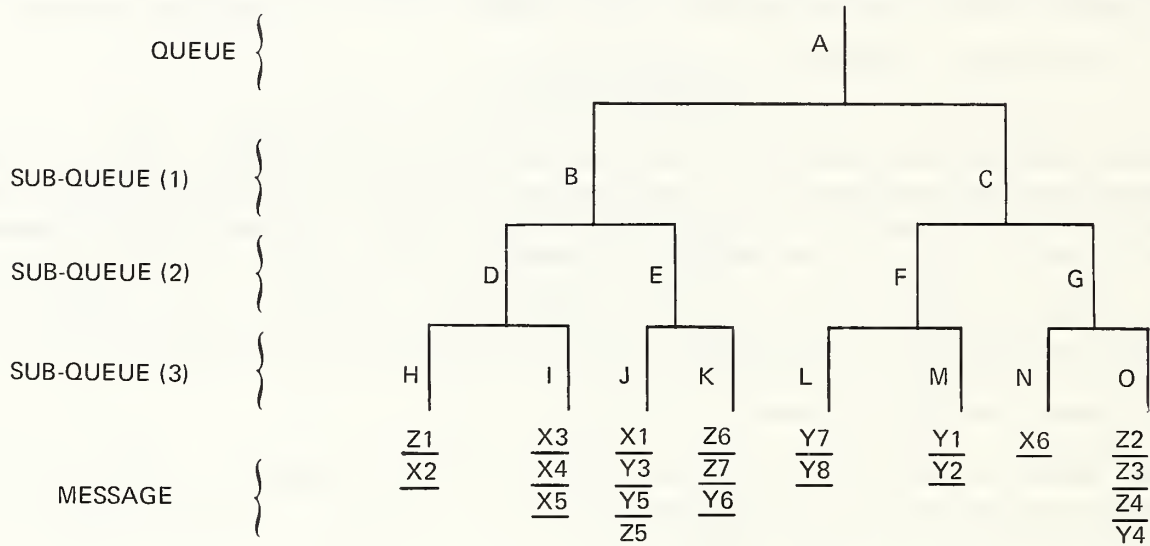 QUEUE
A
SUB-QUEUE (1)
B C
SUB-QUEUE (2)
D E F G
SUB-QUEUE (3)
H I J K L M N O
Z1 X3 X1 Z6 Y7 Y1 X6 Z2
X2 X4 Y3 Z7 Y8 Y2 Z3
MESSAGE
X5 Y5 Y6 Z4
Z5 Y4